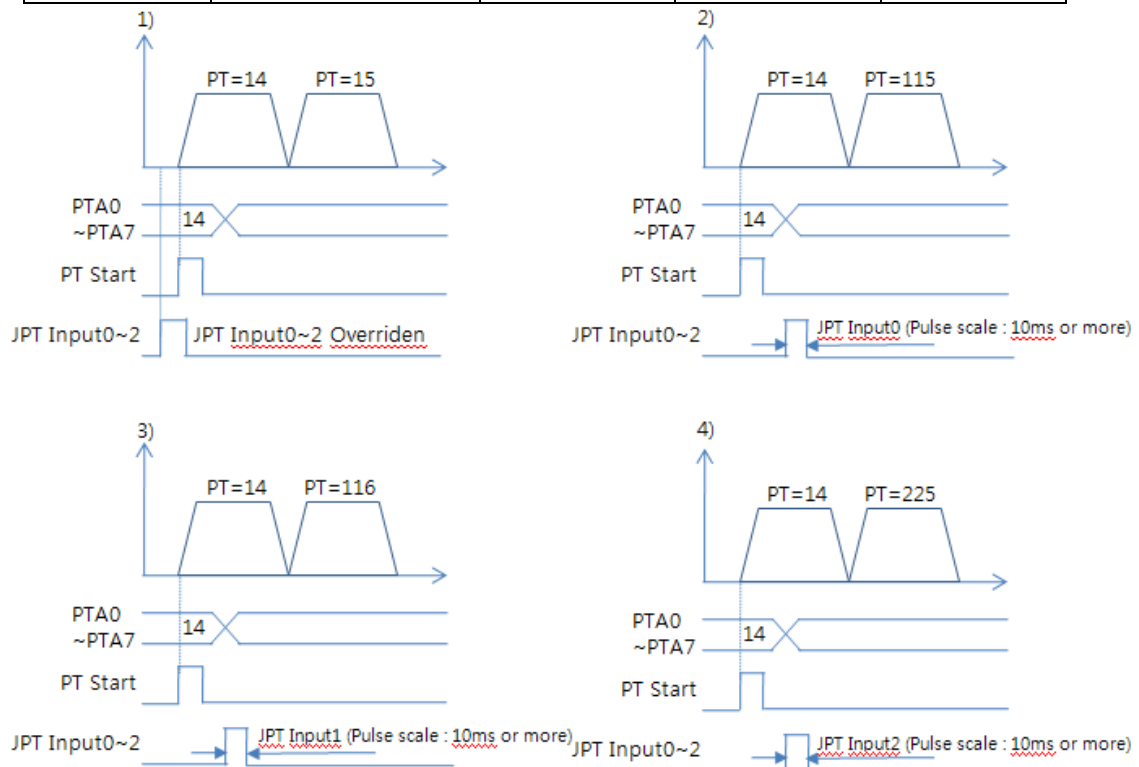 1)
PT=14 PT=15
PTA0
~PTA7
14
PT Start
JPT Input0~2
JPT Input0~2 Overriden
2)
PT=14 PT=115
PTA0
~PTA7
14
PT Start
JPT Input0~2
JPT Input0 (Pulse scale : 10ms or more)
3)
PT=14 PT=116
PTA0
~PTA7
14
PT Start
JPT Input0~2
JPT Input1 (Pulse scale : 10ms or more)
4)
PT=14 PT=225
PTA0
~PTA7
14
PT Start
JPT Input0~2
JPT Input2 (Pulse scale : 10ms or more)